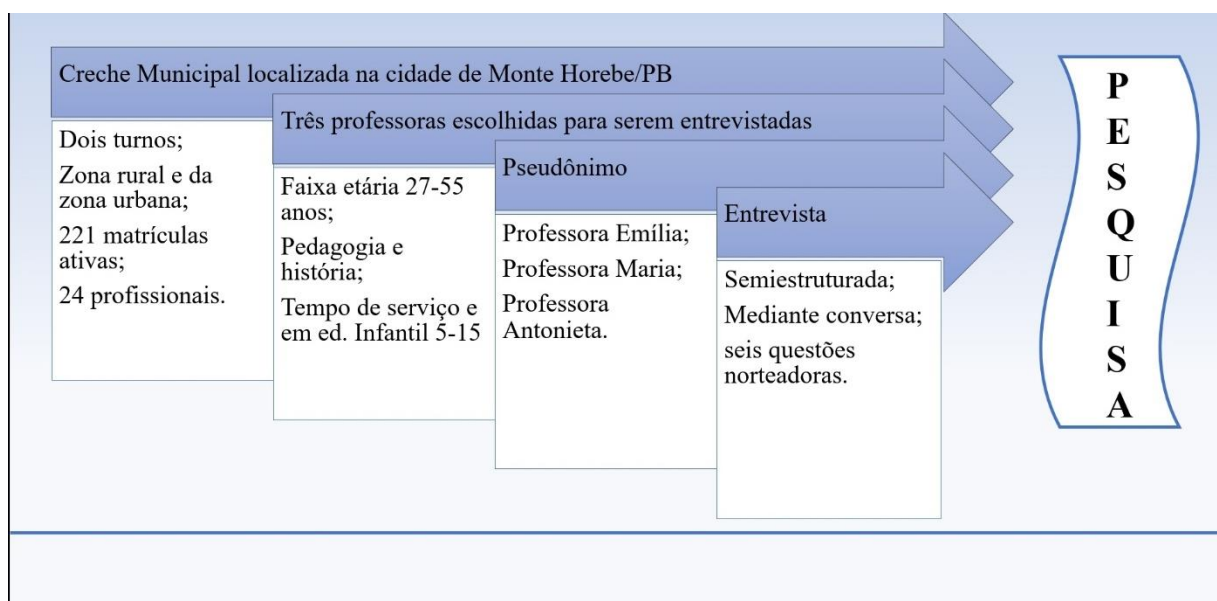 Creche Municipal localizada na cidade de Monte Horebe/PB
Dois turnos;
Zona rural e da
zona urbana;
221 matrículas
ativas;
24 profissionais.
Três professoras escolhidas para serem entrevistadas
Faixa etária 27-55
anos;
Pedagogia e
história;
Tempo de serviço e
em ed. Infantil 5-15
Pseudônimo
Professora Emília;
Professora Maria;
Professora
Antonieta.
Entrevista
Semiestruturada;
Mediante conversa;
seis questões
norteadoras.
PESQUISA